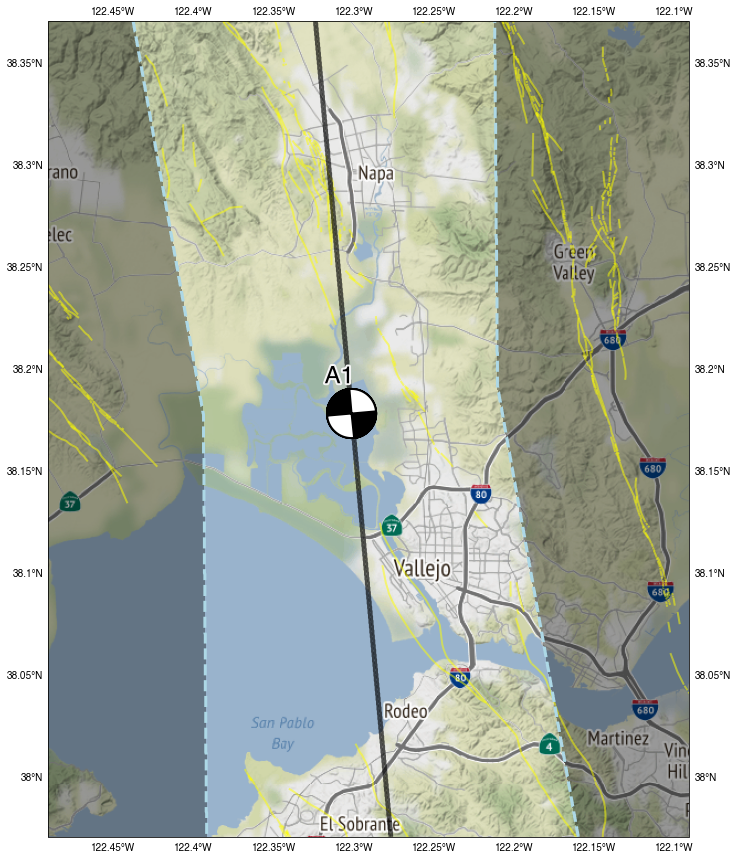 122.45°W 122.4°W 122.35°W 122.3°W 122.25°W 122.2°W 122.15°W 122.1°W
38.35°N 38.35°N
38.3°N 38.3°N
rano
Napa
elec
Green
Valley
38.25°N 38.25°N
680
38.2°N 38.2°N
A1
680
38.15°N 38.15°N
80
37
37
Vallejo
38.1°N 38.1°N
680
80
38.05°N 38.05°N
680
Rodeo
San Pablo
Bay
4
Martinez
Vin
Hil
38°N 38°N
El Sobrante
122.45°W 122.4°W 122.35°W 122.3°W 122.25°W 122.2°W 122.15°W 122.1°W